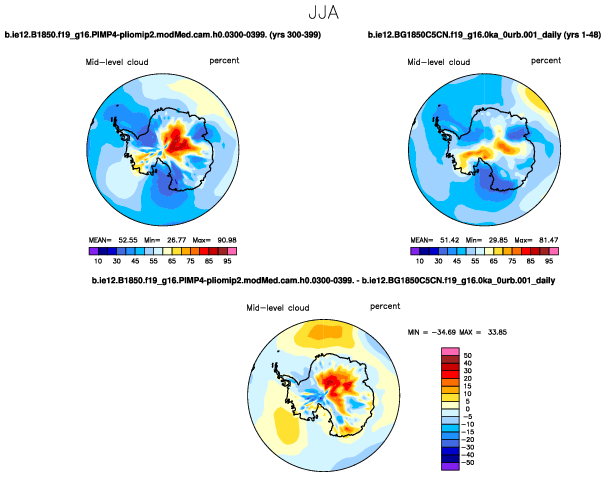 JJA
b.ie12.B1850.f19_g16.PIMP4-pliomip2.modMed.cam.h0.0300-0399. (yrs 300-399)
b.ie12.BG1850C5CN.f19_g16.0ka_0urb.001_daily (yrs 1-48)
Mid-level cloud percent
Mid-level cloud percent
MEAN= 52.55 Min= 26.77 Max= 90.98
MEAN= 51.42 Min= 29.85 Max= 81.47
10 30 45 55 65 75 85 95
10 30 45 55 65 75 85 95
b.ie12.B1850.f19_g16.PIMP4-pliomip2.modMed.cam.h0.0300-0399. - b.ie12.BG1850C5CN.f19_g16.0ka_0urb.001_daily
Mid-level cloud percent
MIN = -34.69 MAX = 33.85
50
40
30
20
15
10
5
0
-5
-10
-15
-20
-30
-40
-50